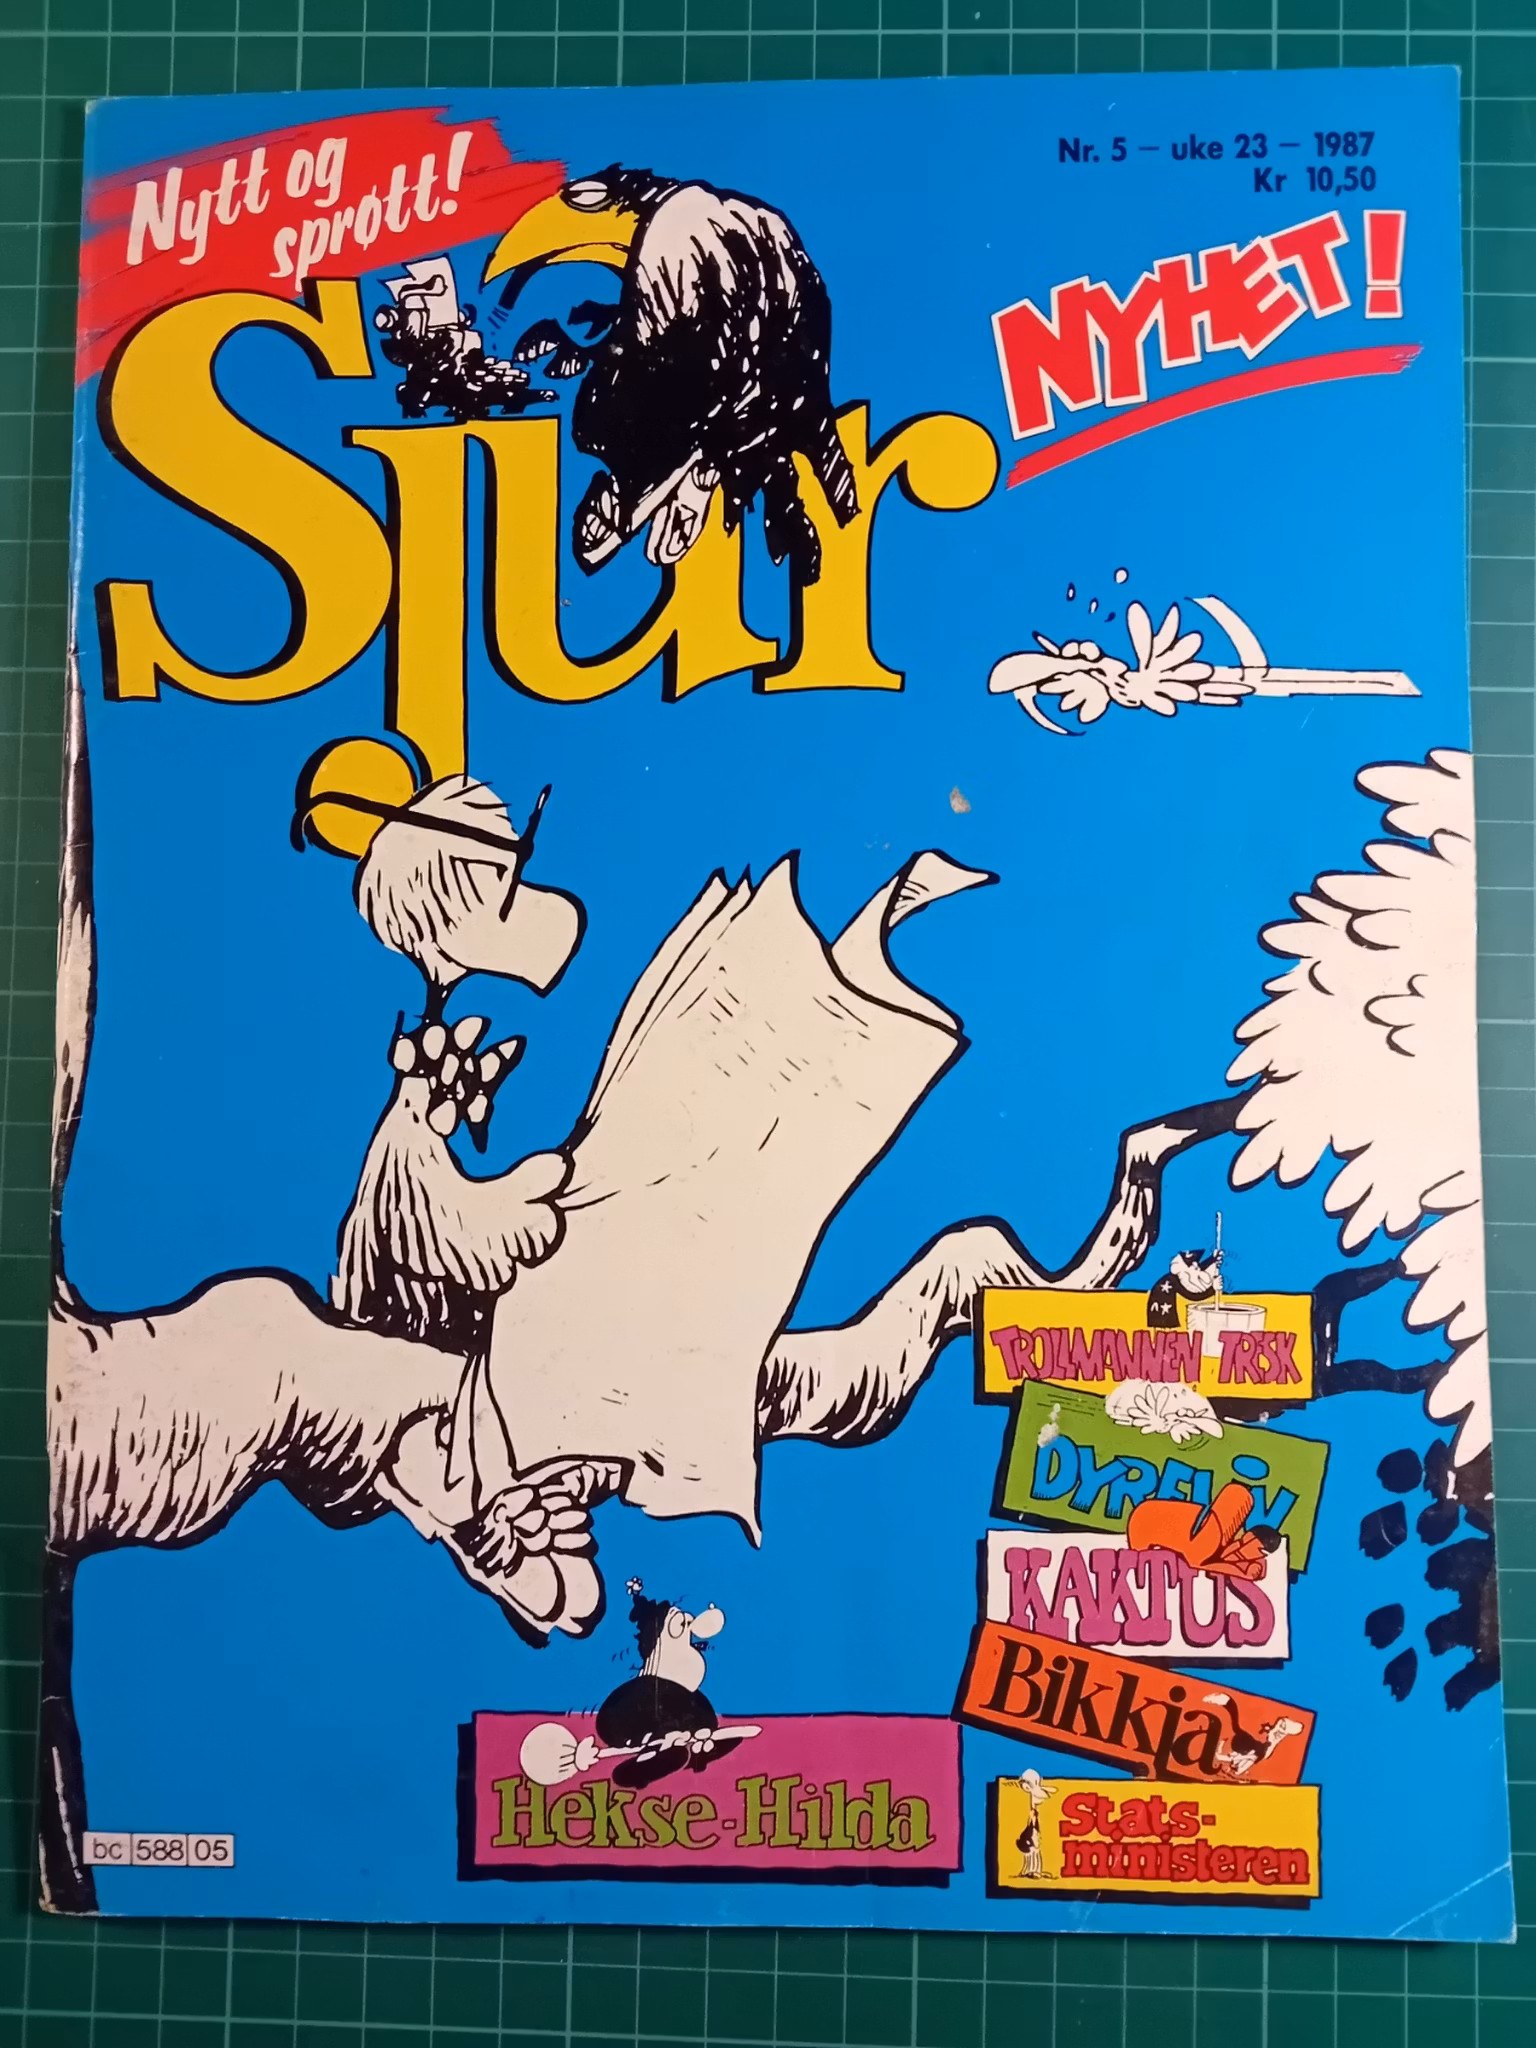 Nytt og
sprøtt!
Nr. 5 – uke 23 – 1987
Kr 10,50
Sjur
NYHET!
TROLLMANNEN TRISK
KAKTUS
Bikkja
Hekse-Hilda
Stats-
ministeren
bc 588 05